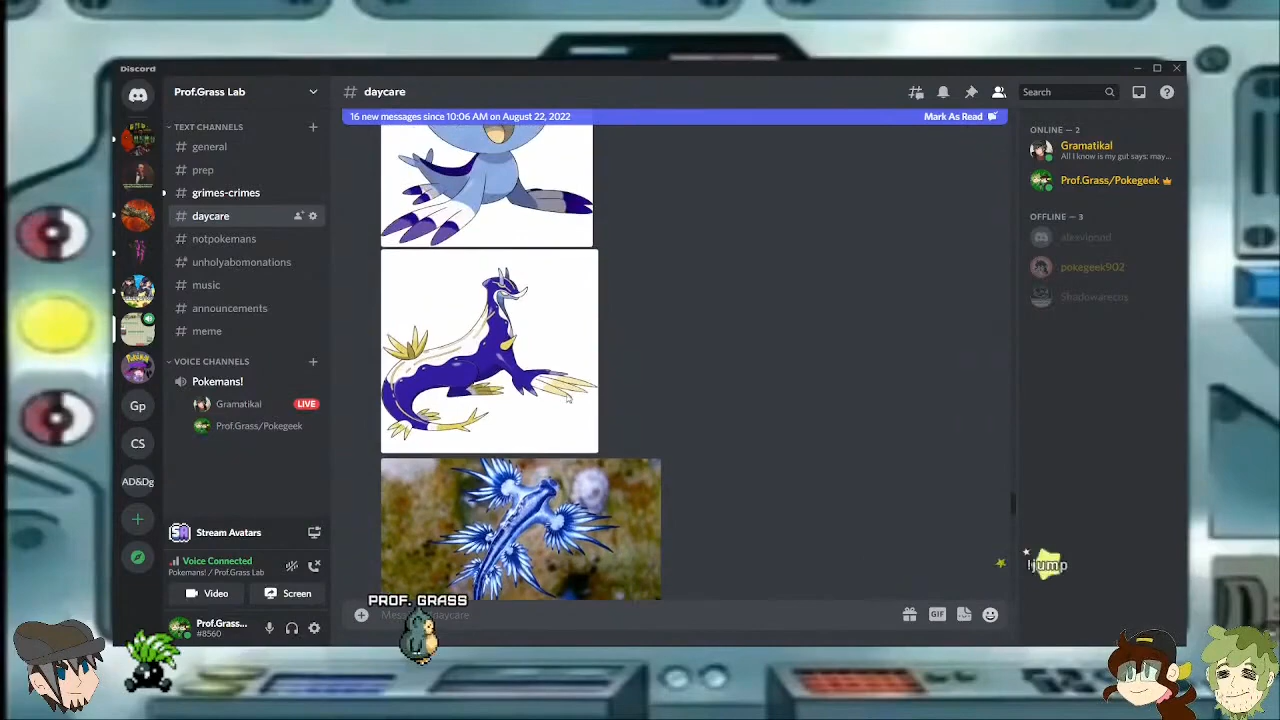 Discord
Prof.Grass Lab
daycare
Search
16 new messages since 10:06 AM on August 22, 2022
Mark As Read
TEXT CHANNELS
general
prep
grimes-crimes
daycare
notpokemans
unholyabomonations
music
announcements
meme
VOICE CHANNELS
Pokemans!
Gramatikal
LIVE
Prof.Grass/Pokegeek
Gp
CS
AD&Dg
Stream Avatars
Voice Connected
Pokemans! / Prof.Grass Lab
Video
Screen
Prof.Grass...
#8560
PROF. GRASS
daycare
GIF
ONLINE — 2
Gramatikal
All I know is my gut says: may...
Prof.Grass/Pokegeek
OFFLINE — 3
alexvipond
pokegeek902
Shadowarecus
!jump